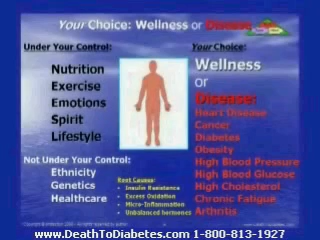 Your Choice: Wellness or Disease
Under Your Control:
Nutrition
Exercise
Emotions
Spirit
Lifestyle
Not Under Your Control:
Ethnicity
Genetics
Healthcare
Root Causes:
• Insulin Resistance
• Excess Oxidation
• Micro-Inflammation
• Unbalanced hormones
Your Choice:
Wellness
or
Disease:
Heart Disease
Cancer
Diabetes
Obesity
High Blood Pressure
High Blood Glucose
High Cholesterol
Chronic Fatigue
Arthritis
www.DeathToDiabetes.com 1-800-813-1927